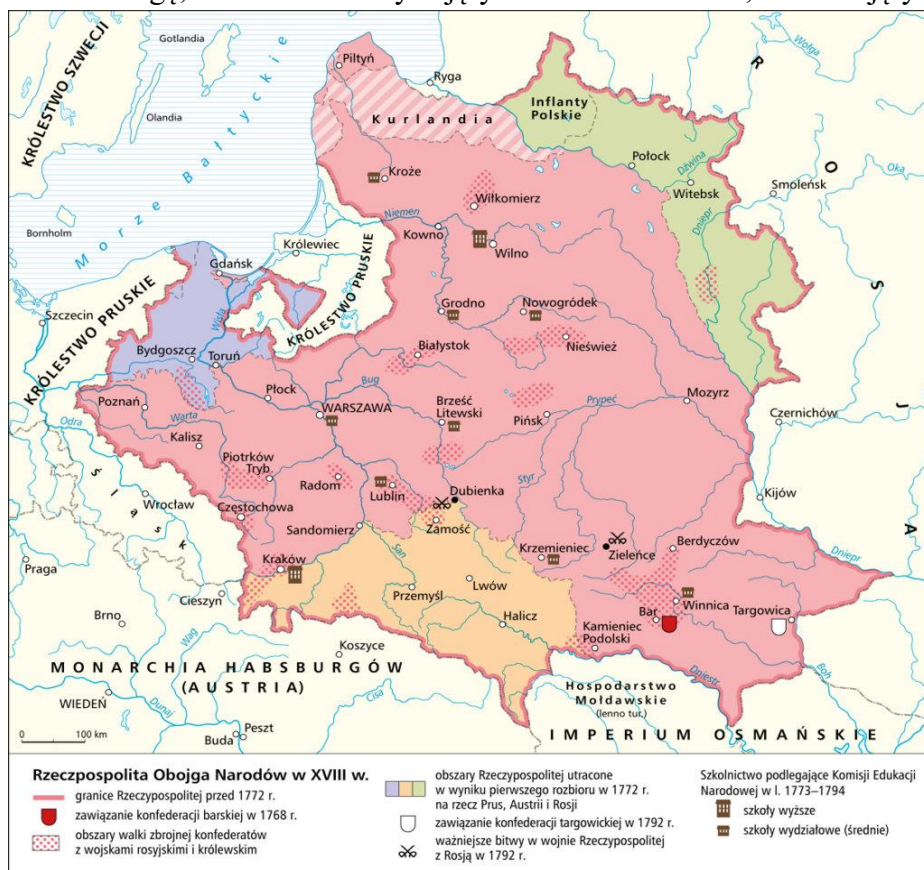 KRÓLESTWO SZWECJI
Gotlandia
Olandia
Bornholm
Morze Bałtyckie
Piltyń
Ryga
Kurlandia
Inflanty
Polskie
Wołga
R O S J A
Oka
Połock
Dźwina
Witebsk
Smoleńsk
Dniepr
Kroże
Wiłkomierz
Niemen
Kowno
Wilno
Królewiec
KRÓLESTWO PRUSKIE
Gdańsk
Wisła
Szczecin
KRÓLESTWO PRUSKIE
Grodno
Nowogródek
Bydgoszcz
Toruń
Białystok
Nieśwież
Płock
Bug
Poznań
Warta
WARSZAWA
Brześć
Litewski
Pińsk
Prypeć
Mozyrz
Czernichów
Odra
Kalisz
Piotrków
Tryb.
Radom
Lublin
Dubienka
Styr
Śląsk
Wrocław
Częstochowa
Zamość
Kijów
Sandomierz
Krzemieniec
Zieleńce
Berdyczów
Dniepr
Praga
Kraków
San
Lwów
Cieszyn
Przemyśl
Winnica
Targowica
Brno
Wag
Halicz
Bar
Kamieniec
Podolski
Koszyce
MONARCHIA HABSBURGÓW
(AUSTRIA)
Cisa
Dniestr
Boh
WIEDEŃ
Dunaj
Hospodarstwo
Mołdawskie
(lenno tur.)
Peszt
Buda
IMPERIUM OSMAŃSKIE
0 100 km
Rzeczpospolita Obojga Narodów w XVIII w.
granice Rzeczypospolitej przed 1772 r.
zawiązanie konfederacji barskiej w 1768 r.
obszary walki zbrojnej konfederatów
z wojskami rosyjskimi i królewskim
obszary Rzeczypospolitej utracone
w wyniku pierwszego rozbioru w 1772 r.
na rzecz Prus, Austrii i Rosji
zawiązanie konfederacji targowickiej w 1792 r.
ważniejsze bitwy w wojnie Rzeczypospolitej
z Rosją w 1792 r.
Szkolnictwo podlegające Komisji Edukacji
Narodowej w l. 1773–1794
szkoły wyższe
szkoły wydziałowe (średnie)